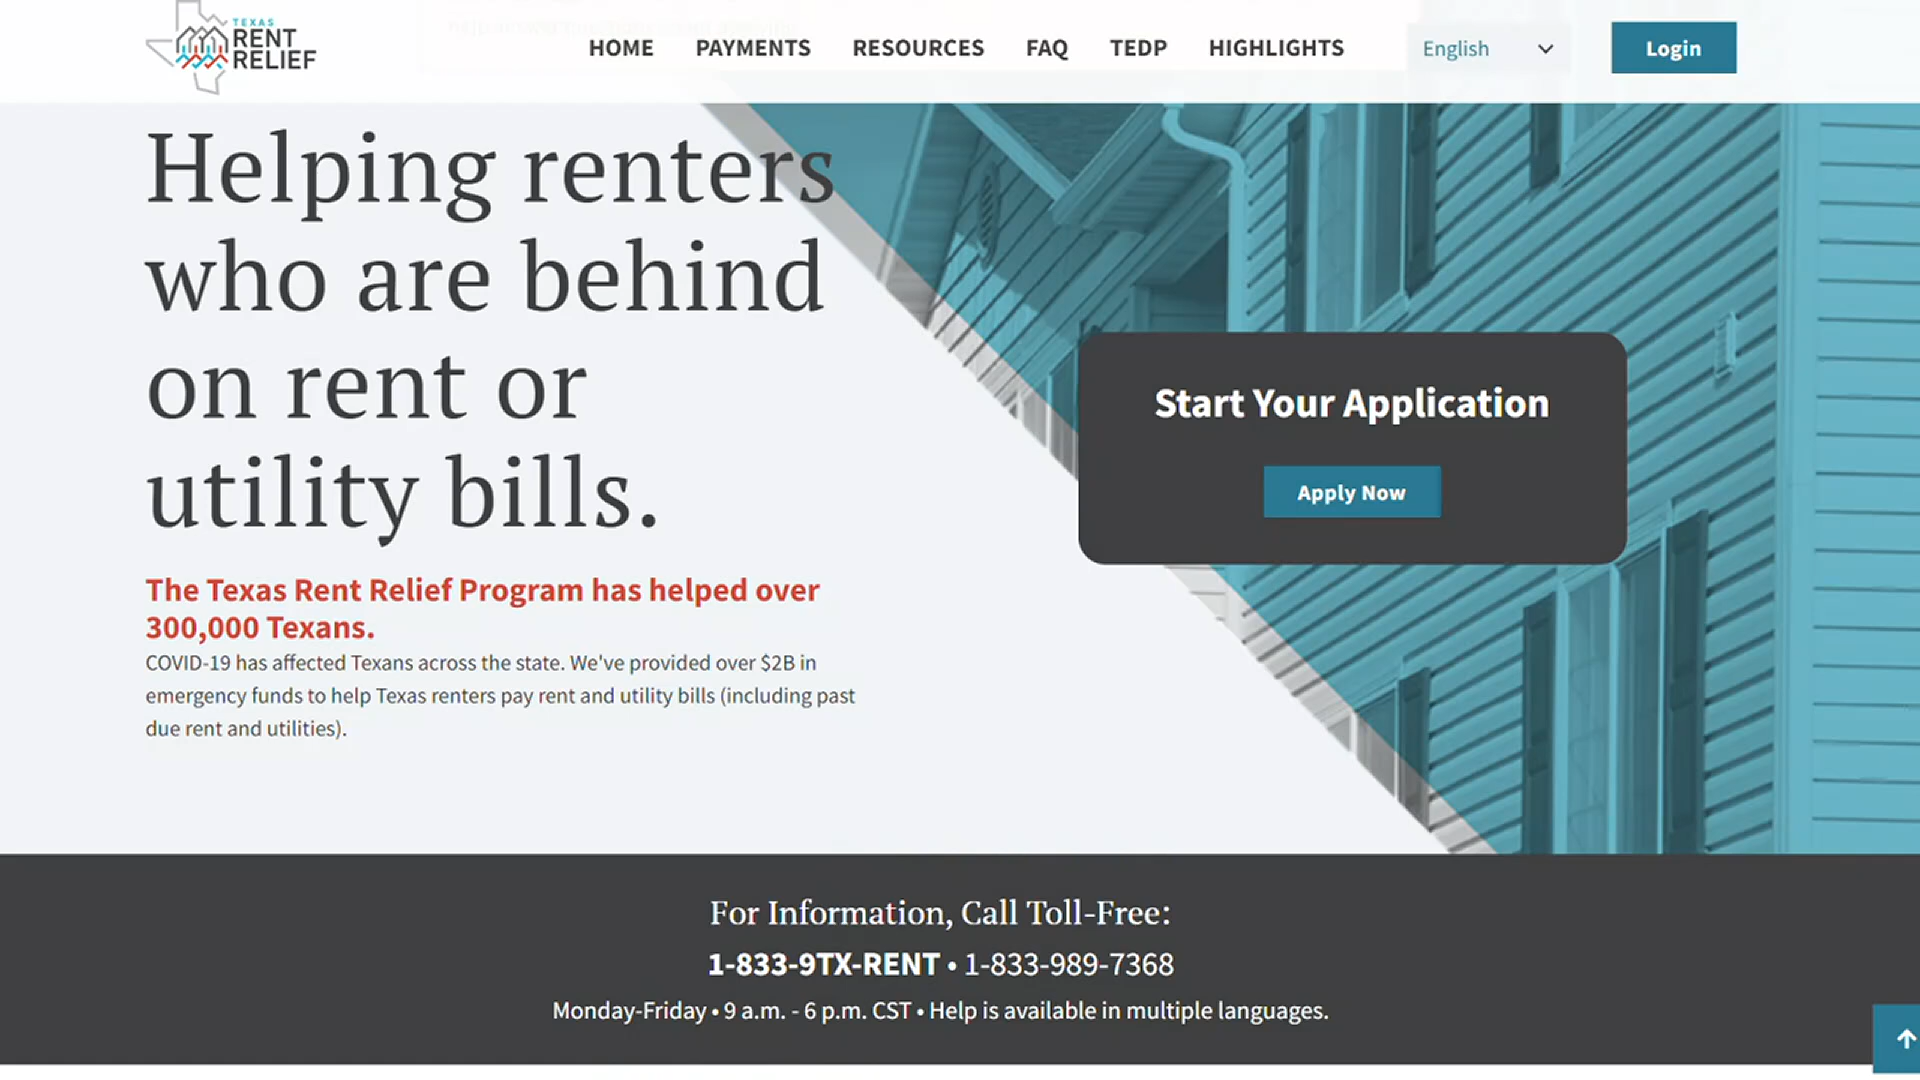 TEXAS
RENT
RELIEF
HOME PAYMENTS RESOURCES FAQ TEDP HIGHLIGHTS English Login
Helping renters
who are behind
on rent or
utility bills.
Start Your Application
Apply Now
The Texas Rent Relief Program has helped over
300,000 Texans.
COVID-19 has affected Texans across the state. We've provided over $2B in
emergency funds to help Texas renters pay rent and utility bills (including past
due rent and utilities).
For Information, Call Toll-Free:
1-833-9TX-RENT • 1-833-989-7368
Monday-Friday • 9 a.m. - 6 p.m. CST • Help is available in multiple languages.